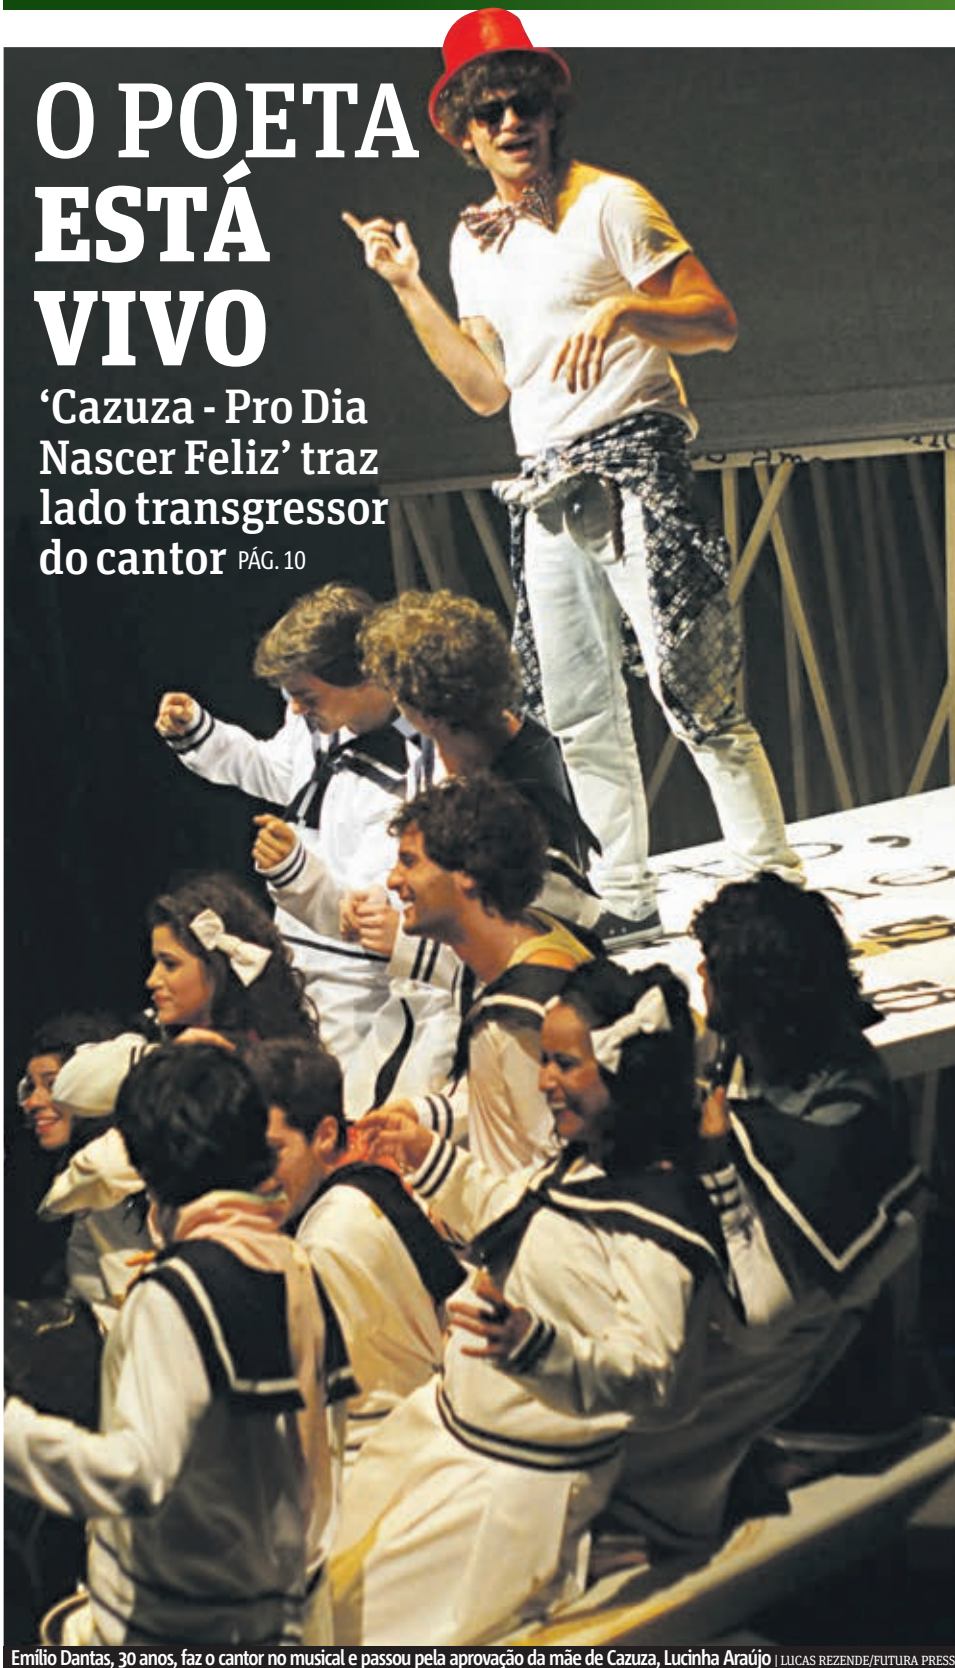 O POETA
ESTÁ
VIVO
‘Cazuza - Pro Dia
Nascer Feliz’ traz
lado transgressor
do cantor PÁG. 10
Emílio Dantas, 30 anos, faz o cantor no musical e passou pela aprovação da mãe de Cazuza, Lucinha Araújo | LUCAS REZENDE/FUTURA PRESS